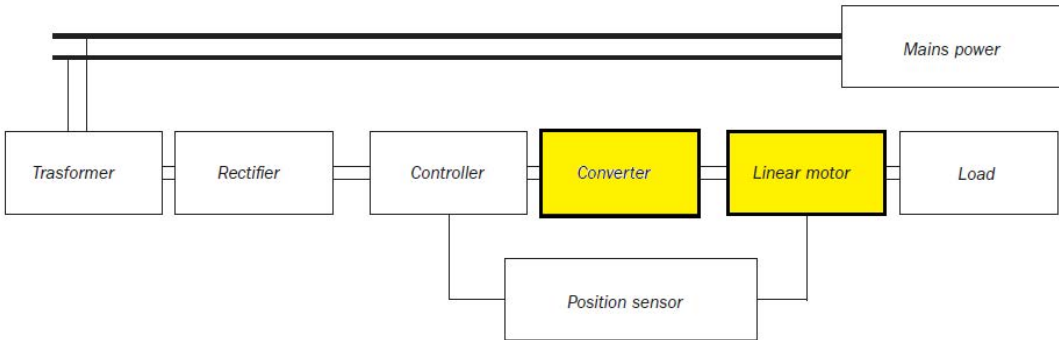 Mains power
Trasformer
Rectifier
Controller
Converter
Linear motor
Load
Position sensor